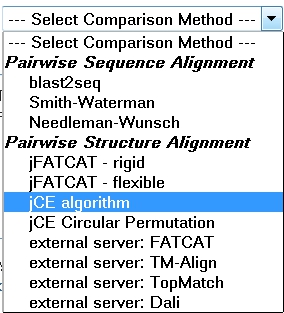 --- Select Comparison Method ---
--- Select Comparison Method ---
Pairwise Sequence Alignment
blast2seq
Smith-Waterman
Needleman-Wunsch
Pairwise Structure Alignment
jFATCAT - rigid
jFATCAT - flexible
jCE algorithm
jCE Circular Permutation
external server: FATCAT
external server: TM-Align
external server: TopMatch
external server: Dali